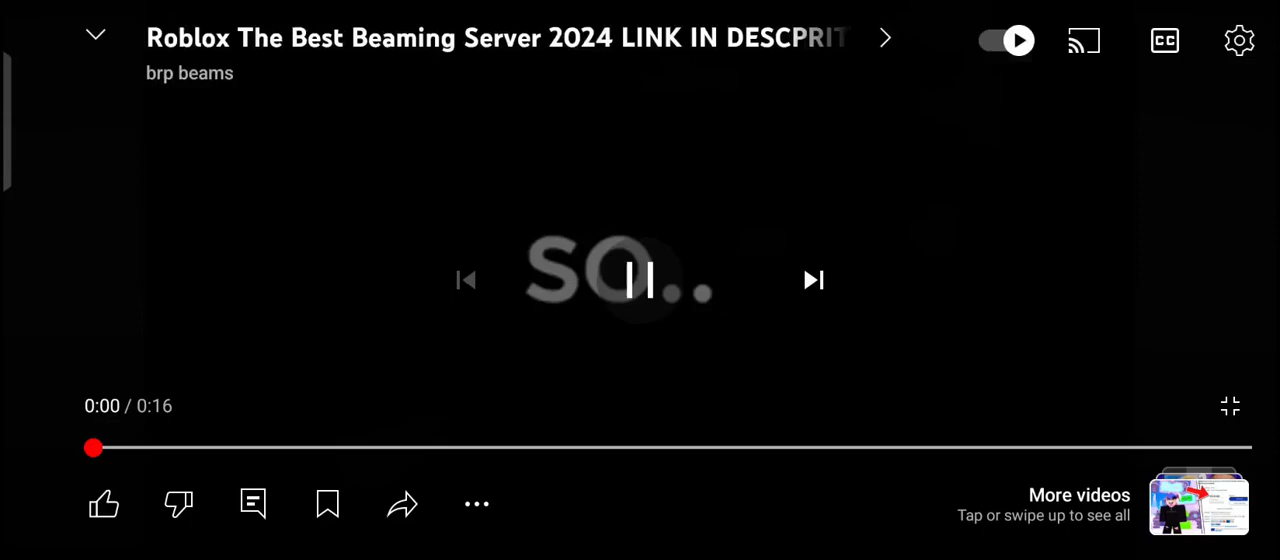 Roblox The Best Beaming Server 2024 LINK IN DESCPRIT
brp beams
CC
SO..
0:00 / 0:16
More videos
Tap or swipe up to see all